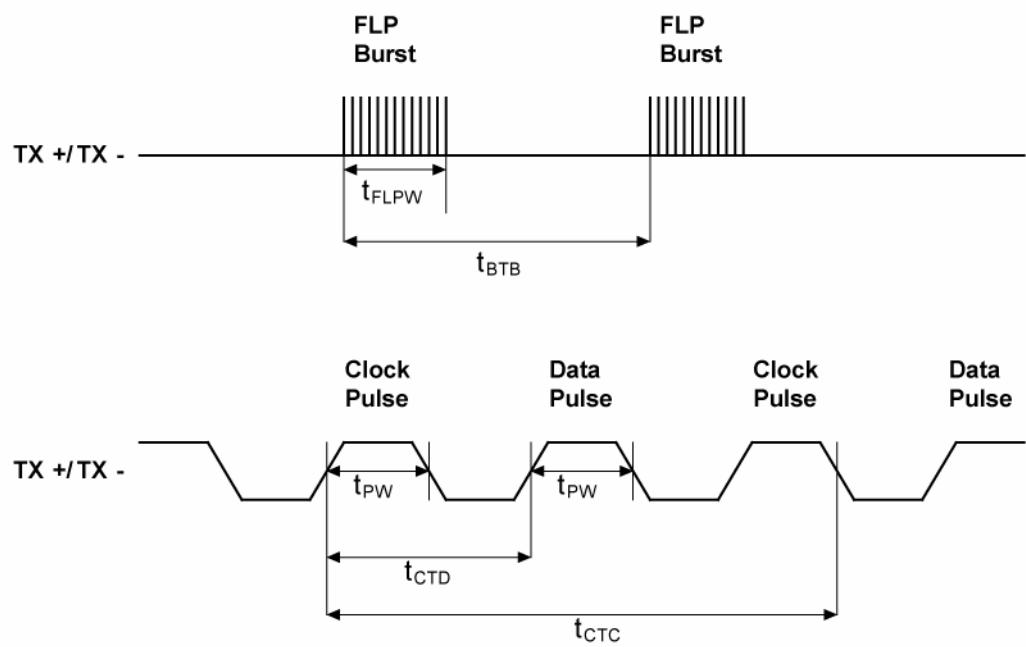 FLP
Burst
FLP
Burst
TX +/TX -
tFLPW
tBTB
Clock
Pulse
Data
Pulse
Clock
Pulse
Data
Pulse
TX +/TX -
tPW
tPW
tCTD
tCTC